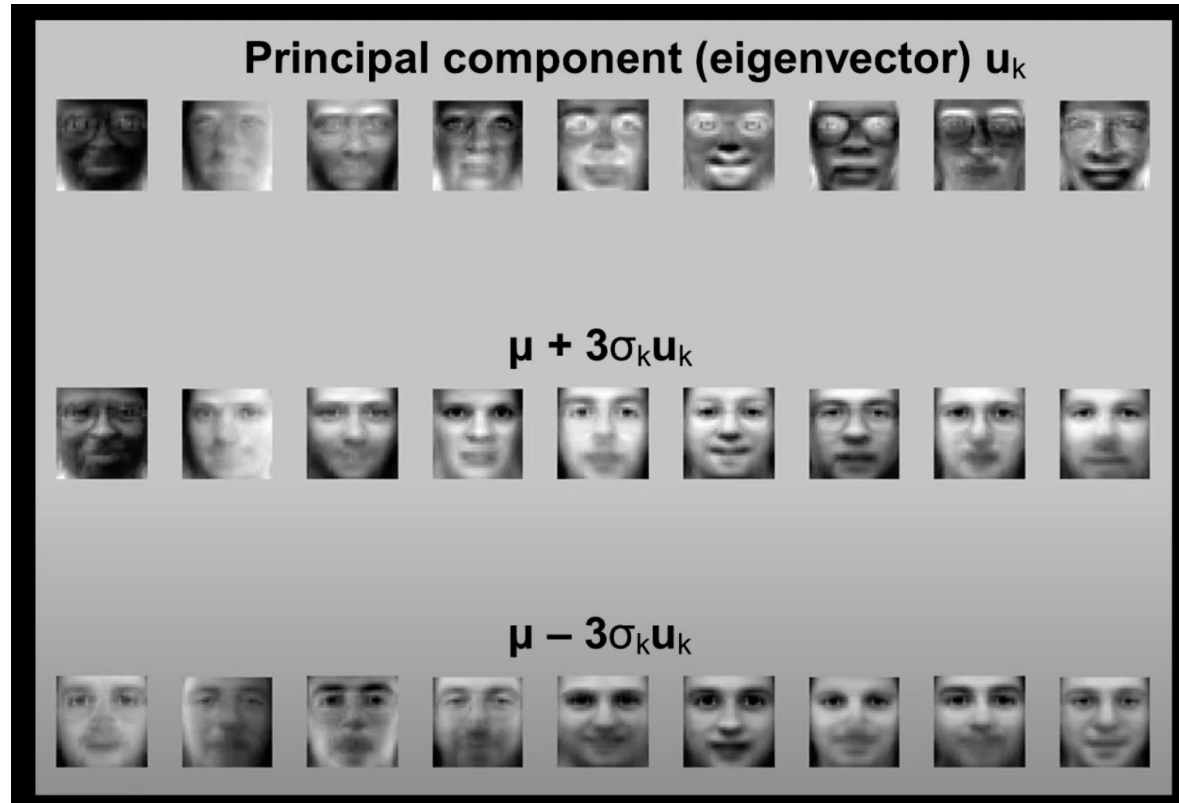 Principal component (eigenvector) uₖ
μ + 3σₖuₖ
μ – 3σₖuₖ